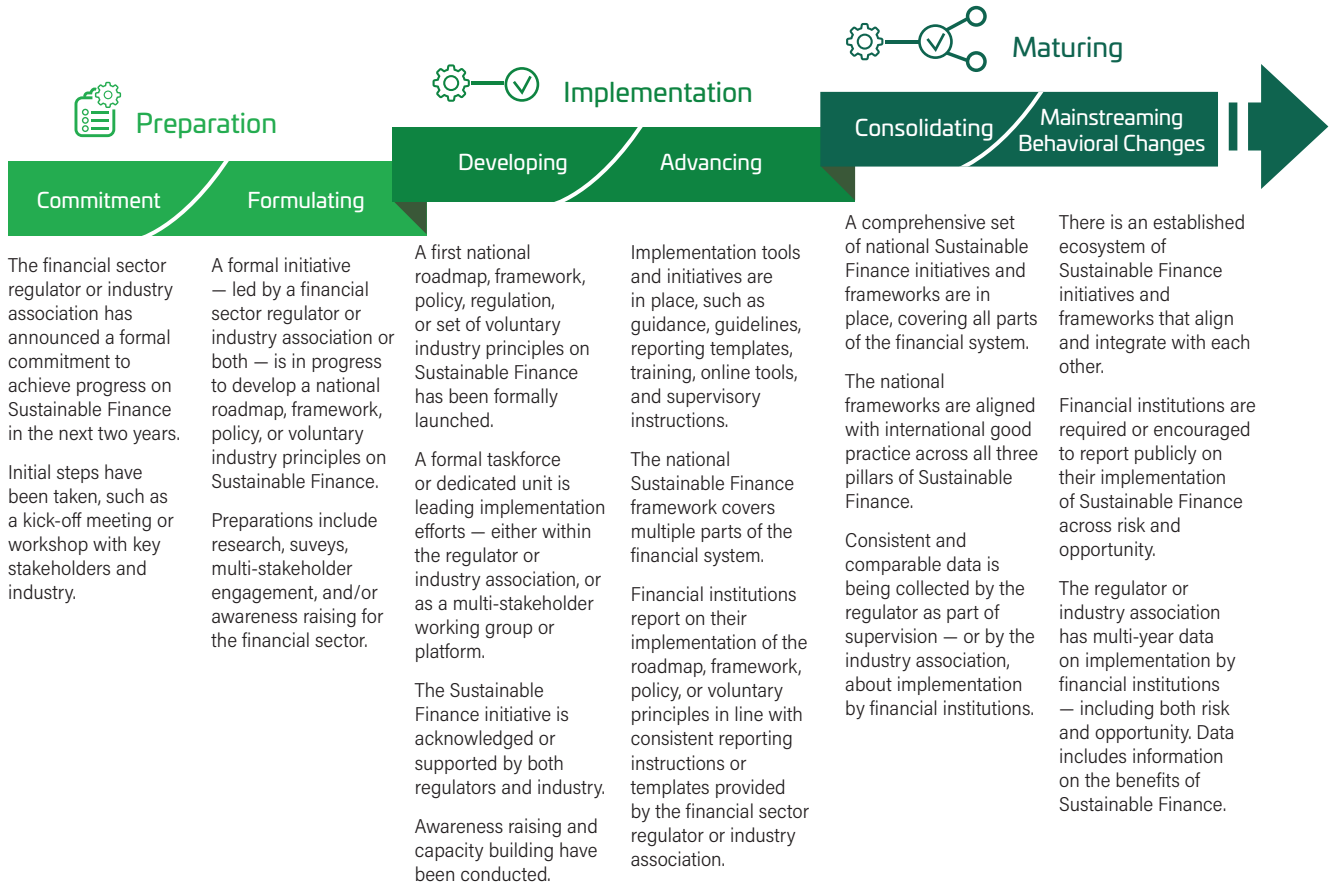 Preparation
Commitment
Formulating
The financial sector
regulator or industry
association has
announced a formal
commitment to
achieve progress on
Sustainable Finance
in the next two years.
Initial steps have
been taken, such as
a kick-off meeting or
workshop with key
stakeholders and
industry.
A formal initiative
— led by a financial
sector regulator or
industry association or
both — is in progress
to develop a national
roadmap, framework,
policy, or voluntary
industry principles on
Sustainable Finance.
Preparations include
research, suveys,
multi-stakeholder
engagement, and/or
awareness raising for
the financial sector.
Implementation
Developing
Advancing
A first national
roadmap, framework,
policy, regulation,
or set of voluntary
industry principles on
Sustainable Finance
has been formally
launched.
A formal taskforce
or dedicated unit is
leading implementation
efforts — either within
the regulator or
industry association, or
as a multi-stakeholder
working group or
platform.
The Sustainable
Finance initiative is
acknowledged or
supported by both
regulators and industry.
Awareness raising and
capacity building have
been conducted.
Implementation tools
and initiatives are
in place, such as
guidance, guidelines,
reporting templates,
training, online tools,
and supervisory
instructions.
The national
Sustainable Finance
framework covers
multiple parts of the
financial system.
Financial institutions
report on their
implementation of the
roadmap, framework,
policy, or voluntary
principles in line with
consistent reporting
instructions or
templates provided
by the financial sector
regulator or industry
association.
Maturing
Consolidating
Mainstreaming
Behavioral Changes
A comprehensive set
of national Sustainable
Finance initiatives and
frameworks are in
place, covering all parts
of the financial system.
The national
frameworks are aligned
with international good
practice across all three
pillars of Sustainable
Finance.
Consistent and
comparable data is
being collected by the
regulator as part of
supervision — or by the
industry association,
about implementation
by financial institutions.
There is an established
ecosystem of
Sustainable Finance
initiatives and
frameworks that align
and integrate with each
other.
Financial institutions are
required or encouraged
to report publicly on
their implementation
of Sustainable Finance
across risk and
opportunity.
The regulator or
industry association
has multi-year data
on implementation by
financial institutions
— including both risk
and opportunity. Data
includes information
on the benefits of
Sustainable Finance.